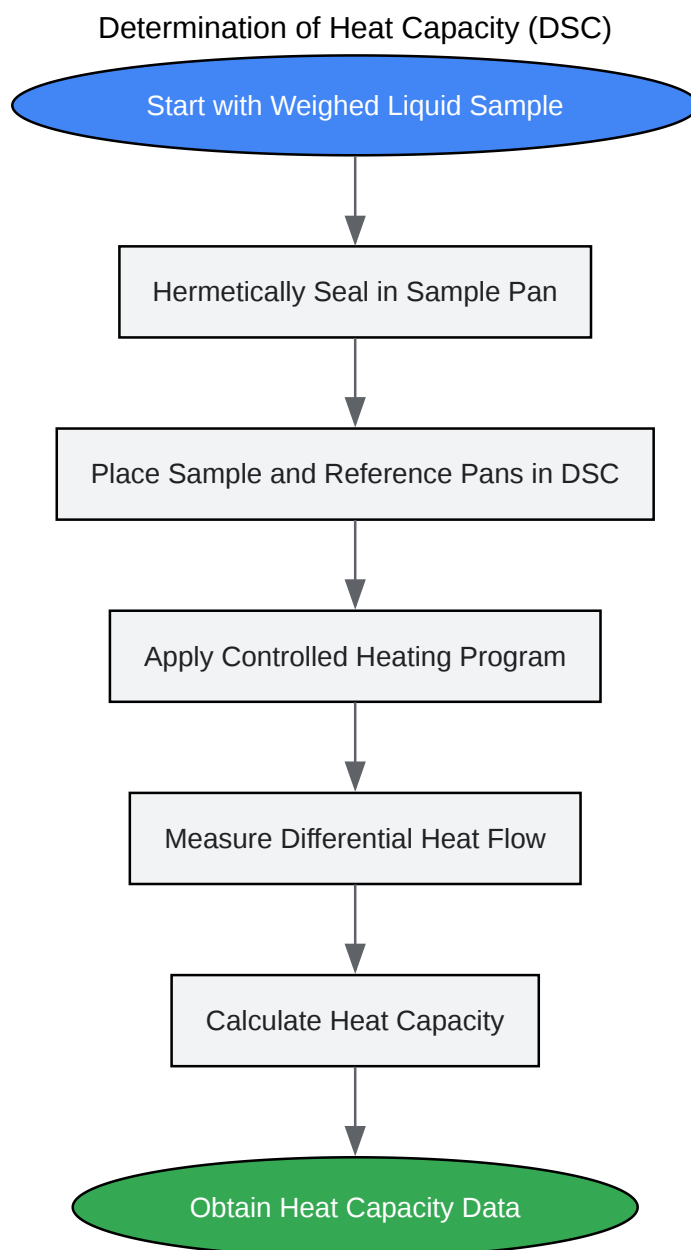 Determination of Heat Capacity (DSC)
Start with Weighed Liquid Sample
Hermetically Seal in Sample Pan
Place Sample and Reference Pans in DSC
Apply Controlled Heating Program
Measure Differential Heat Flow
Calculate Heat Capacity
Obtain Heat Capacity Data